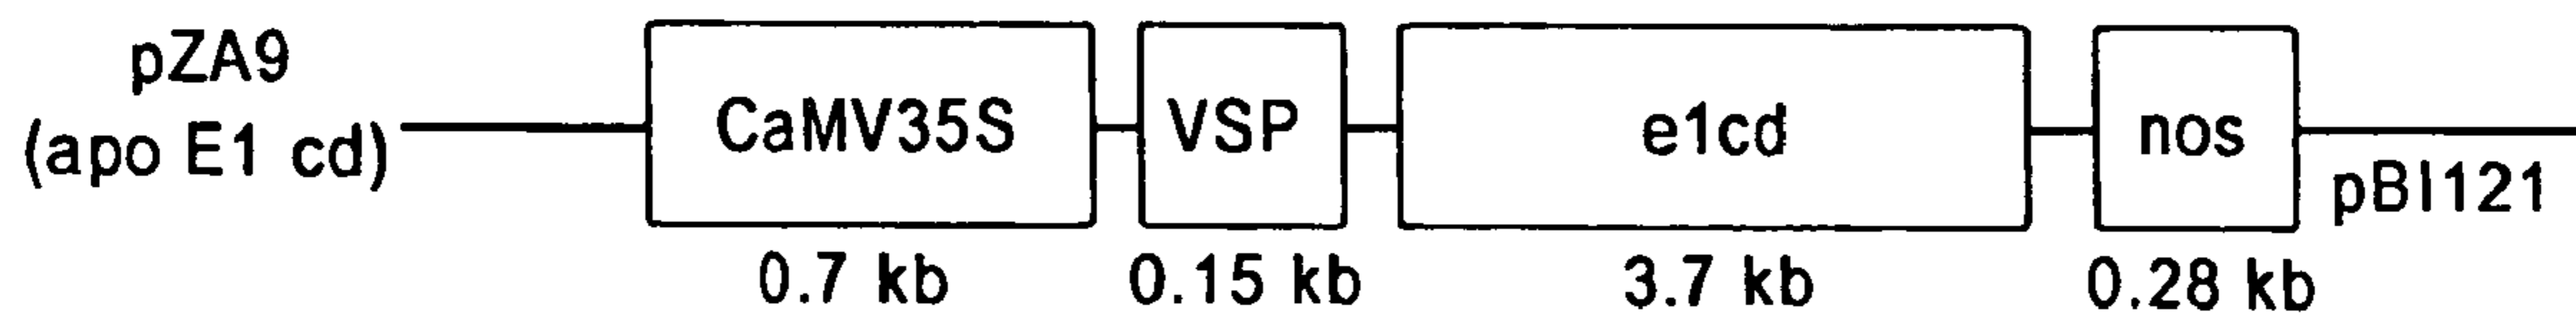 pZA9
(apo E1 cd)
CaMV35S
VSP
e1cd
nos
pBI121
0.7 kb
0.15 kb
3.7 kb
0.28 kb